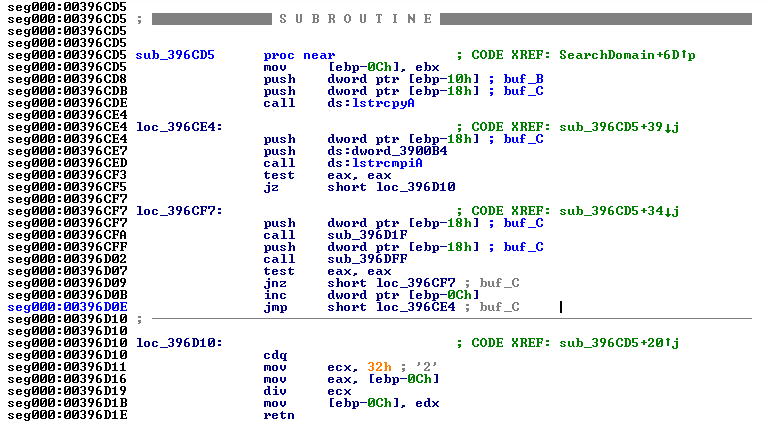 seg000:00396CD5
seg000:00396CD5 ; S U B R O U T I N E
seg000:00396CD5
seg000:00396CD5
seg000:00396CD5 sub_396CD5 proc near ; CODE XREF: SearchDomain+6D↑p
seg000:00396CD5 mov [ebp-0Ch], ebx
seg000:00396CD8 push dword ptr [ebp-10h] ; buf_B
seg000:00396CDB push dword ptr [ebp-18h] ; buf_C
seg000:00396CDE call ds:lstrcpyA
seg000:00396CE4
seg000:00396CE4 loc_396CE4: ; CODE XREF: sub_396CD5+39↓j
seg000:00396CE4 push dword ptr [ebp-18h] ; buf_C
seg000:00396CE7 push ds:dword_3900B4
seg000:00396CED call ds:lstrcmpiA
seg000:00396CF3 test eax, eax
seg000:00396CF5 jz short loc_396D10
seg000:00396CF7
seg000:00396CF7 loc_396CF7: ; CODE XREF: sub_396CD5+34↓j
seg000:00396CF7 push dword ptr [ebp-18h] ; buf_C
seg000:00396CFA call sub_396D1F
seg000:00396CFF push dword ptr [ebp-18h] ; buf_C
seg000:00396D02 call sub_396DFF
seg000:00396D07 test eax, eax
seg000:00396D09 jnz short loc_396CF7 ; buf_C
seg000:00396D0B inc dword ptr [ebp-0Ch]
seg000:00396D0E jmp short loc_396CE4 ; buf_C
seg000:00396D10 ;
seg000:00396D10
seg000:00396D10 loc_396D10: ; CODE XREF: sub_396CD5+20↑j
seg000:00396D10 cdq
seg000:00396D11 mov ecx, 32h ; '2'
seg000:00396D16 mov eax, [ebp-0Ch]
seg000:00396D19 div ecx
seg000:00396D1B mov [ebp-0Ch], edx
seg000:00396D1E retn